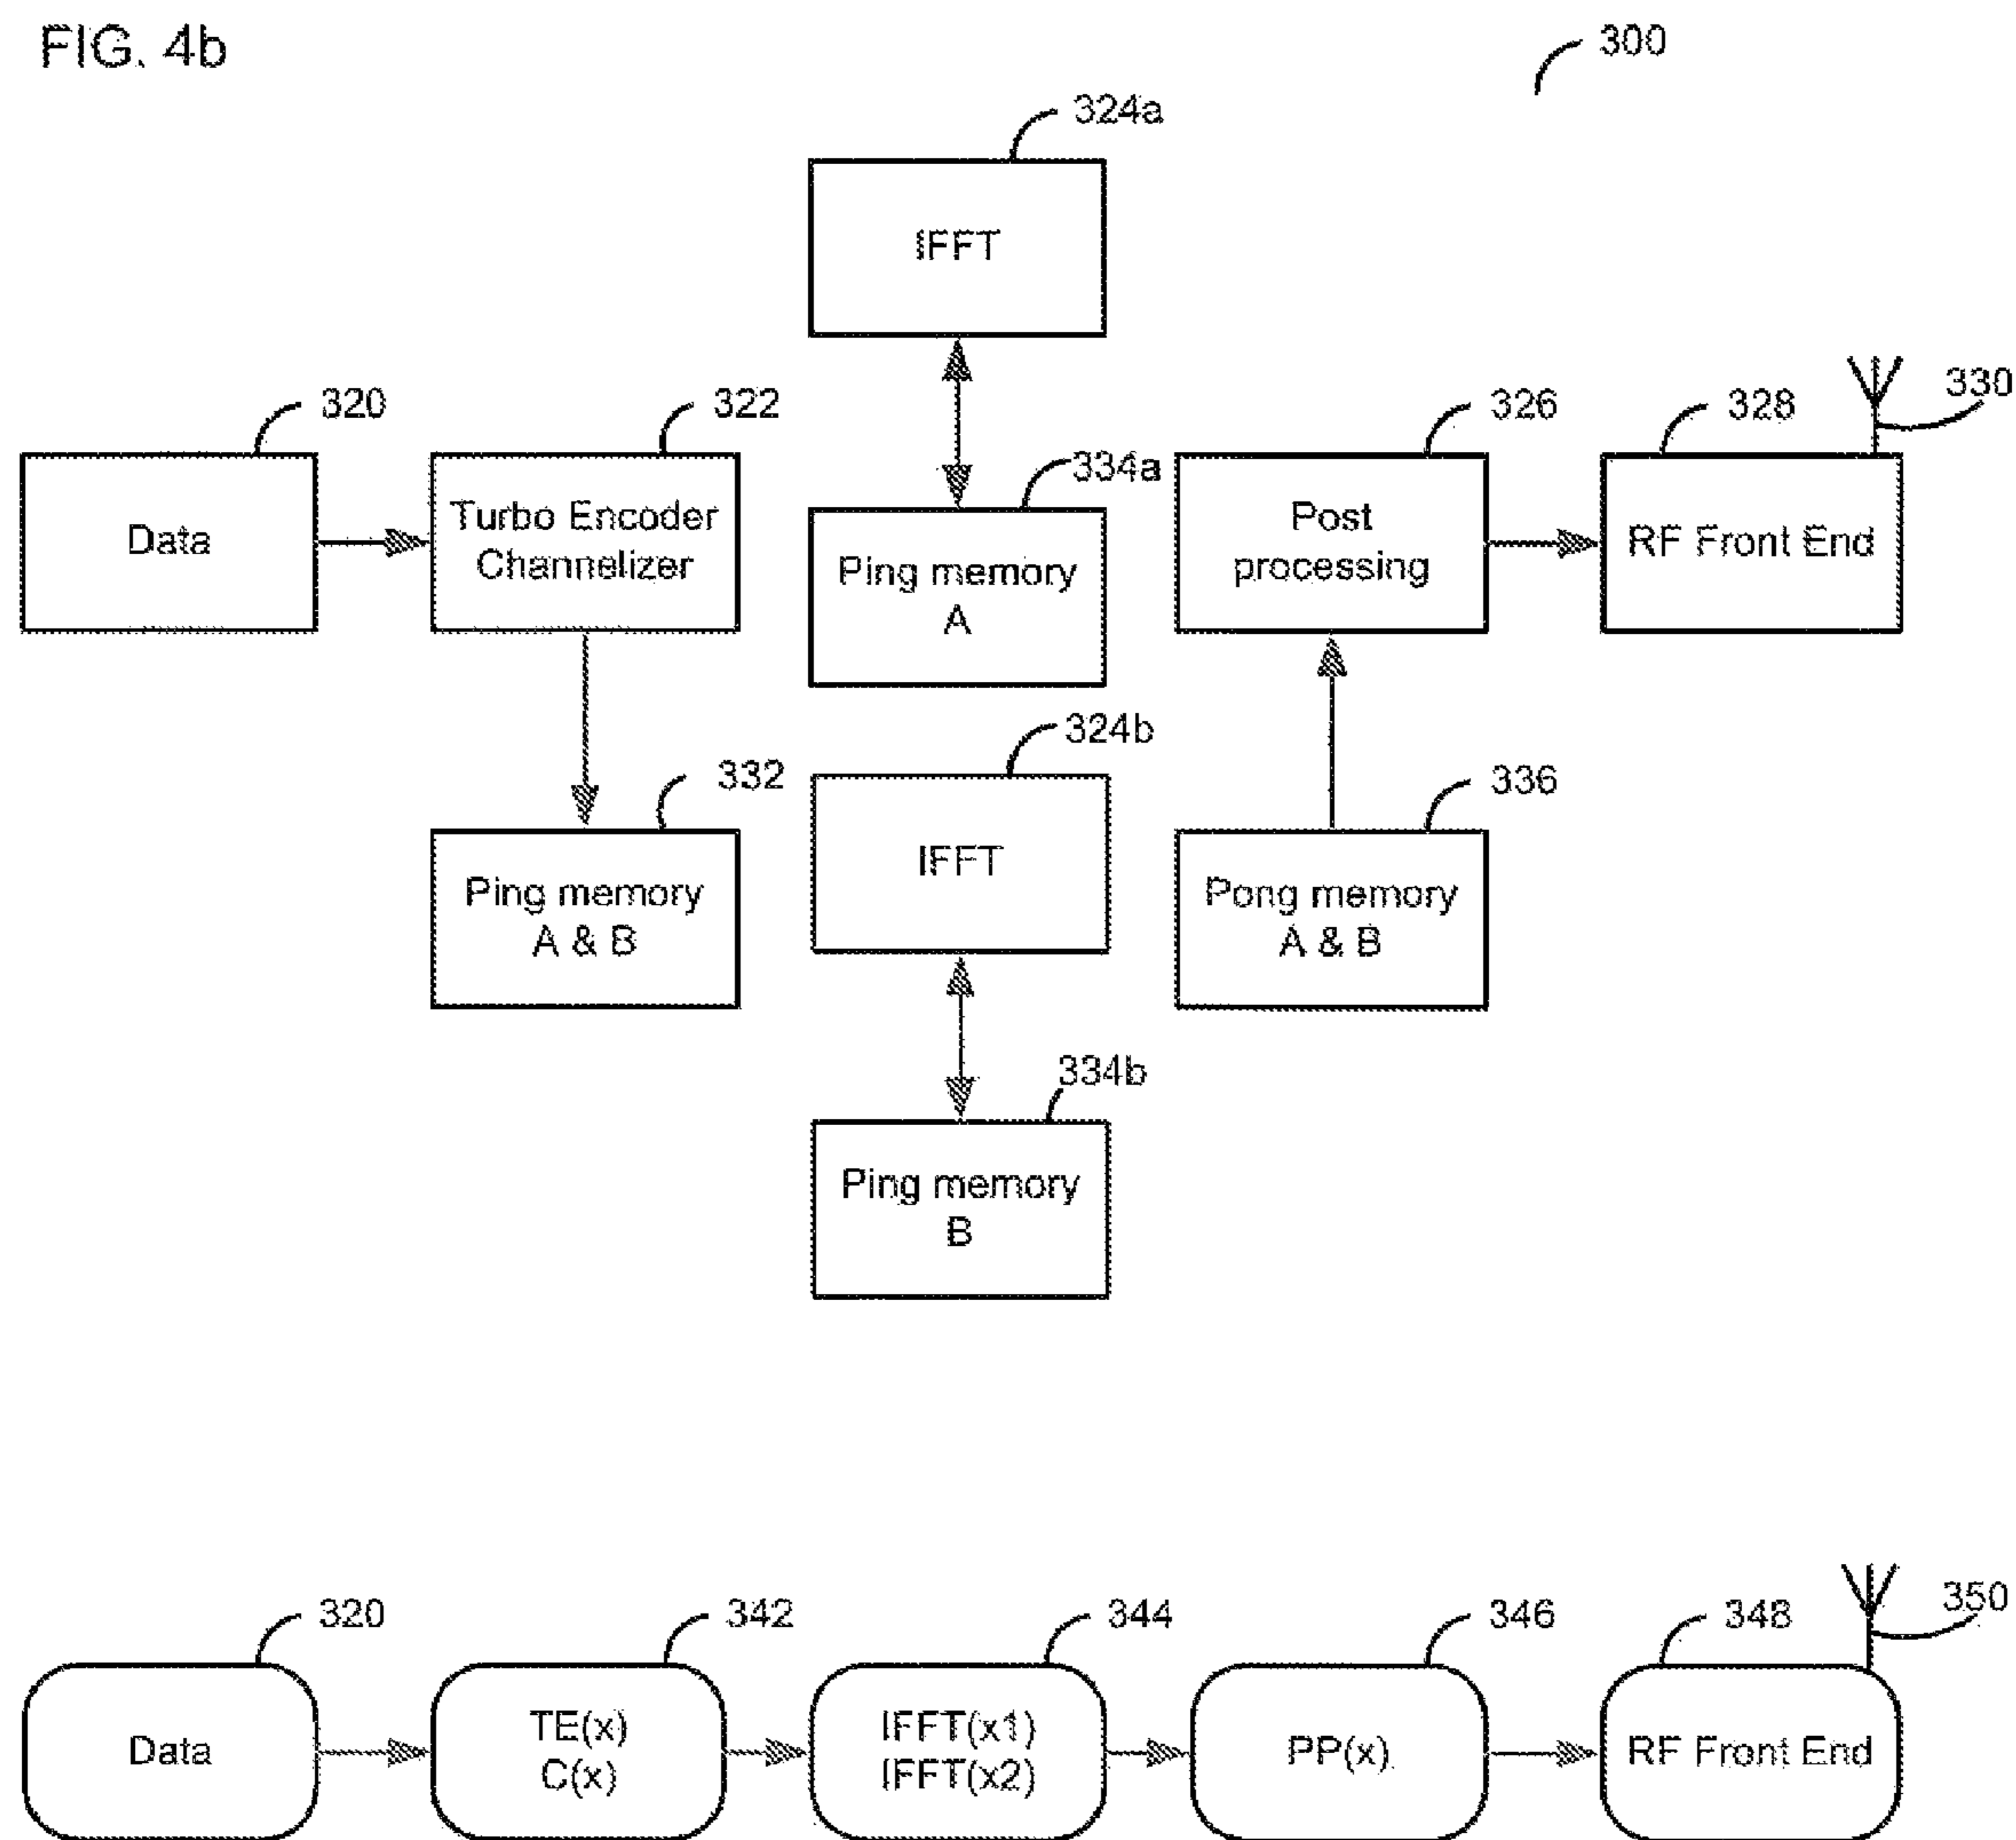 FIG. 4b
300
324a
IFFT
320
322
326
328
330
334a
Data
Turbo Encoder
Channelizer
Ping memory
A
Post
processing
RF Front End
324b
332
336
IFFT
Ping memory
A & B
Pong memory
A & B
334b
Ping memory
B
320
342
344
346
348
350
Data
TE(x)
C(x)
IFFT(x1)
IFFT(x2)
PP(x)
RF Front End